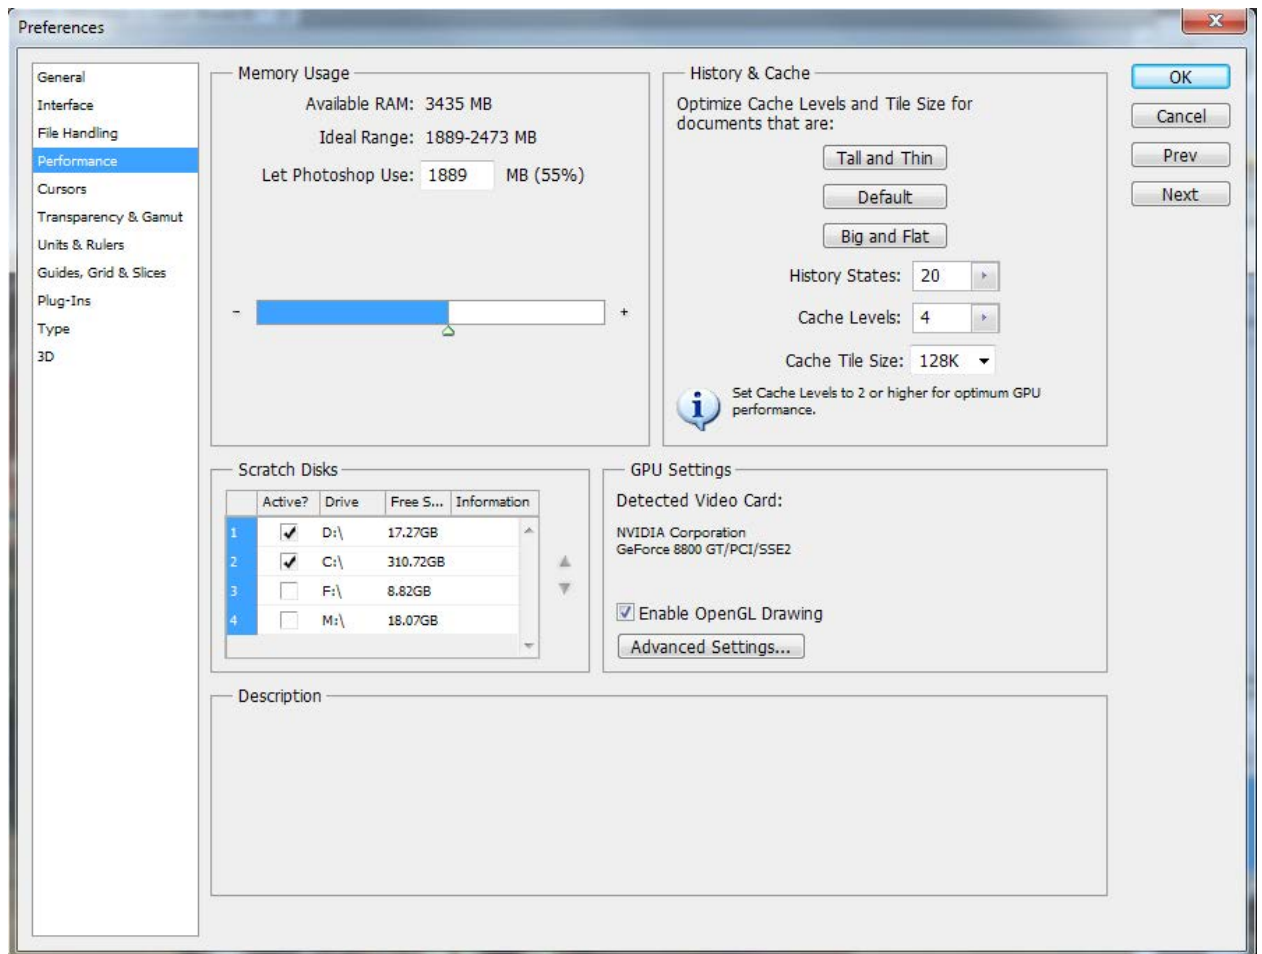 Preferences
General
Interface
File Handling
Performance
Cursors
Transparency & Gamut
Units & Rulers
Guides, Grid & Slices
Plug-Ins
Type
3D
Memory Usage
Available RAM: 3435 MB
Ideal Range: 1889-2473 MB
Let Photoshop Use: 1889 MB (55%)
- +
History & Cache
Optimize Cache Levels and Tile Size for
documents that are:
Tall and Thin
Default
Big and Flat
History States: 20
Cache Levels: 4
Cache Tile Size: 128K
Set Cache Levels to 2 or higher for optimum GPU
performance.
OK
Cancel
Prev
Next
Scratch Disks
Active? Drive Free S... Information
1 D:\ 17.27GB
2 C:\ 310.72GB
3 F:\ 8.82GB
4 M:\ 18.07GB
GPU Settings
Detected Video Card:
NVIDIA Corporation
GeForce 8800 GT/PCI/SSE2
Enable OpenGL Drawing
Advanced Settings...
Description